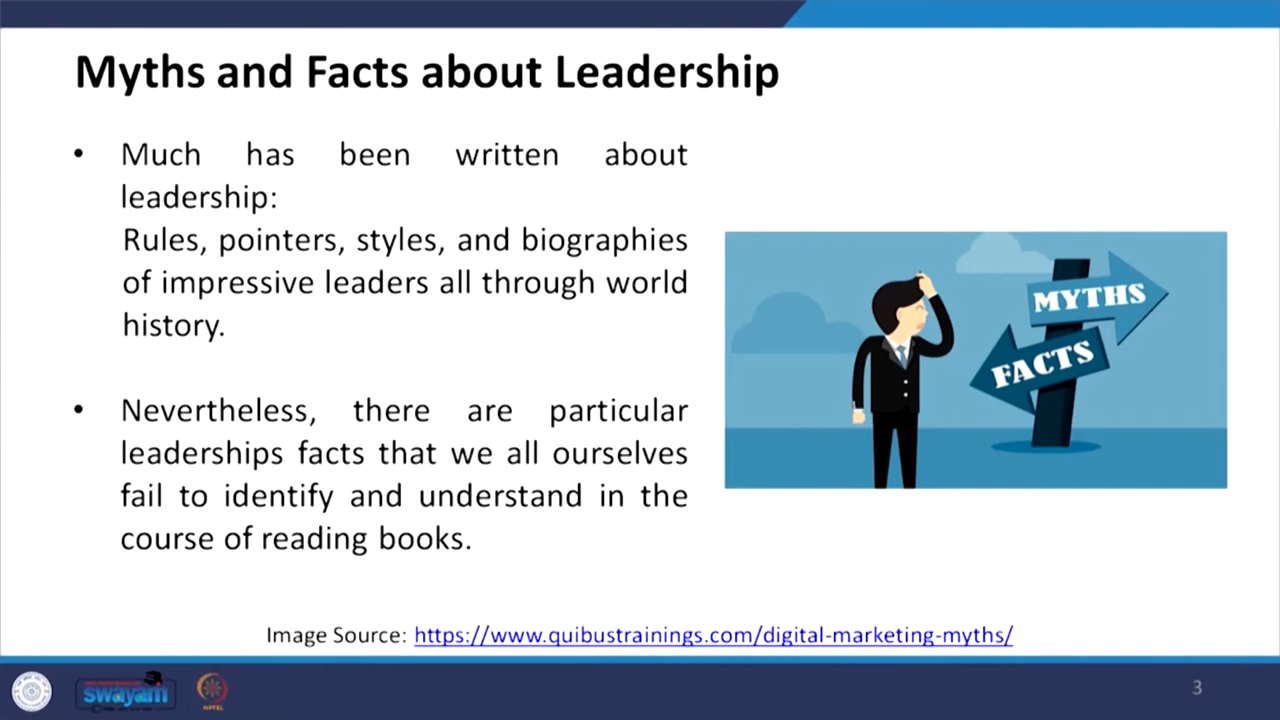 Myths and Facts about Leadership
• Much has been written about
leadership:
Rules, pointers, styles, and biographies
of impressive leaders all through world
history.
• Nevertheless, there are particular
leaderships facts that we all ourselves
fail to identify and understand in the
course of reading books.
MYTHS
FACTS
Image Source: https://www.quibustrainings.com/digital-marketing-myths/
swayam
NPTEL
3